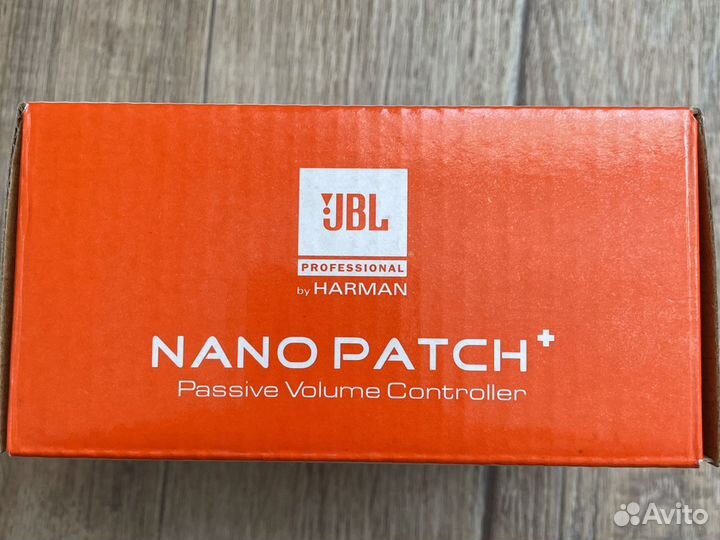 JBL
PROFESSIONAL
by HARMAN
NANO PATCH+
Passive Volume Controller
Avito